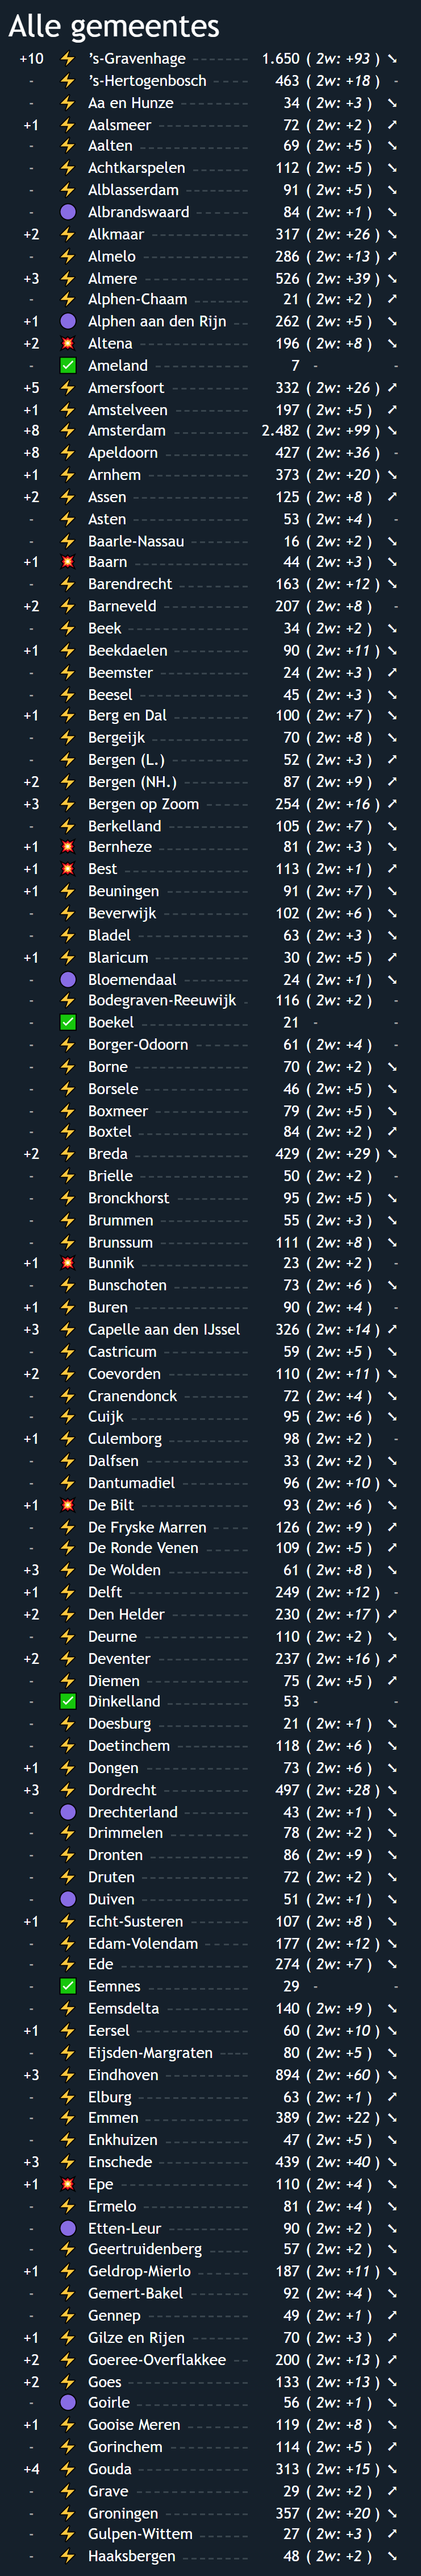 Alle gemeentes
+10 ’s-Gravenhage 1.650 ( 2w: +93 )
- ’s-Hertogenbosch 463 ( 2w: +18 ) -
- Aa en Hunze 34 ( 2w: +3 )
+1 Aalsmeer 72 ( 2w: +2 )
- Aalten 69 ( 2w: +5 )
- Achtkarspelen 112 ( 2w: +5 )
- Alblasserdam 91 ( 2w: +5 )
- Albrandswaard 84 ( 2w: +1 )
+2 Alkmaar 317 ( 2w: +26 )
- Almelo 286 ( 2w: +13 )
+3 Almere 526 ( 2w: +39 )
- Alphen-Chaam 21 ( 2w: +2 )
+1 Alphen aan den Rijn 262 ( 2w: +5 )
+2 Altena 196 ( 2w: +8 )
- Ameland 7 - -
+5 Amersfoort 332 ( 2w: +26 )
+1 Amstelveen 197 ( 2w: +5 )
+8 Amsterdam 2.482 ( 2w: +99 )
+8 Apeldoorn 427 ( 2w: +36 ) -
+1 Arnhem 373 ( 2w: +20 )
+2 Assen 125 ( 2w: +8 )
- Asten 53 ( 2w: +4 ) -
- Baarle-Nassau 16 ( 2w: +2 )
+1 Baarn 44 ( 2w: +3 )
- Barendrecht 163 ( 2w: +12 )
+2 Barneveld 207 ( 2w: +8 ) -
- Beek 34 ( 2w: +2 )
+1 Beekdaelen 90 ( 2w: +11 )
- Beemster 24 ( 2w: +3 )
- Beesel 45 ( 2w: +3 )
+1 Berg en Dal 100 ( 2w: +7 )
- Bergeijk 70 ( 2w: +8 )
- Bergen (L.) 52 ( 2w: +3 )
+2 Bergen (NH.) 87 ( 2w: +9 )
+3 Bergen op Zoom 254 ( 2w: +16 )
- Berkelland 105 ( 2w: +7 )
+1 Bernheze 81 ( 2w: +3 )
+1 Best 113 ( 2w: +1 )
+1 Beuningen 91 ( 2w: +7 )
- Beverwijk 102 ( 2w: +6 )
- Bladel 63 ( 2w: +3 )
+1 Blaricum 30 ( 2w: +5 )
- Bloemendaal 24 ( 2w: +1 )
- Bodegraven-Reeuwijk 116 ( 2w: +2 ) -
- Boekel 21 - -
- Borger-Odoorn 61 ( 2w: +4 ) -
- Borne 70 ( 2w: +2 )
- Borsele 46 ( 2w: +5 )
- Boxmeer 79 ( 2w: +5 )
- Boxtel 84 ( 2w: +2 )
+2 Breda 429 ( 2w: +29 )
- Brielle 50 ( 2w: +2 ) -
- Bronckhorst 95 ( 2w: +5 )
- Brummen 55 ( 2w: +3 )
- Brunssum 111 ( 2w: +8 )
+1 Bunnik 23 ( 2w: +2 ) -
- Bunschoten 73 ( 2w: +6 )
+1 Buren 90 ( 2w: +4 ) -
+3 Capelle aan den IJssel 326 ( 2w: +14 )
- Castricum 59 ( 2w: +5 )
+2 Coevorden 110 ( 2w: +11 )
- Cranendonck 72 ( 2w: +4 )
- Cuijk 95 ( 2w: +6 )
+1 Culemborg 98 ( 2w: +2 ) -
- Dalfsen 33 ( 2w: +2 )
- Dantumadiel 96 ( 2w: +10 )
+1 De Bilt 93 ( 2w: +6 )
- De Fryske Marren 126 ( 2w: +9 )
- De Ronde Venen 109 ( 2w: +5 )
+3 De Wolden 61 ( 2w: +8 )
+1 Delft 249 ( 2w: +12 ) -
+2 Den Helder 230 ( 2w: +17 )
- Deurne 110 ( 2w: +2 )
+2 Deventer 237 ( 2w: +16 )
- Diemen 75 ( 2w: +5 )
- Dinkelland 53 - -
- Doesburg 21 ( 2w: +1 )
- Doetinchem 118 ( 2w: +6 )
+1 Dongen 73 ( 2w: +6 )
+3 Dordrecht 497 ( 2w: +28 )
- Drechterland 43 ( 2w: +1 )
- Drimmelen 78 ( 2w: +2 )
- Dronten 86 ( 2w: +9 )
- Druten 72 ( 2w: +2 )
- Duiven 51 ( 2w: +1 )
+1 Echt-Susteren 107 ( 2w: +8 )
- Edam-Volendam 177 ( 2w: +12 )
- Ede 274 ( 2w: +7 )
- Eemnes 29 - -
- Eemsdelta 140 ( 2w: +9 )
+1 Eersel 60 ( 2w: +10 )
- Eijsden-Margraten 80 ( 2w: +5 )
+3 Eindhoven 894 ( 2w: +60 )
- Elburg 63 ( 2w: +1 )
- Emmen 389 ( 2w: +22 )
- Enkhuizen 47 ( 2w: +5 )
+3 Enschede 439 ( 2w: +40 )
+1 Epe 110 ( 2w: +4 )
- Ermelo 81 ( 2w: +4 )
- Etten-Leur 90 ( 2w: +2 )
- Geertruidenberg 57 ( 2w: +2 )
+1 Geldrop-Mierlo 187 ( 2w: +11 )
- Gemert-Bakel 92 ( 2w: +4 )
- Gennep 49 ( 2w: +1 )
+1 Gilze en Rijen 70 ( 2w: +3 )
+2 Goeree-Overflakkee 200 ( 2w: +13 )
+2 Goes 133 ( 2w: +13 )
- Goirle 56 ( 2w: +1 )
+1 Gooise Meren 119 ( 2w: +8 )
- Gorinchem 114 ( 2w: +5 )
+4 Gouda 313 ( 2w: +15 )
- Grave 29 ( 2w: +2 )
- Groningen 357 ( 2w: +20 )
- Gulpen-Wittem 27 ( 2w: +3 )
- Haaksbergen 48 ( 2w: +2 )